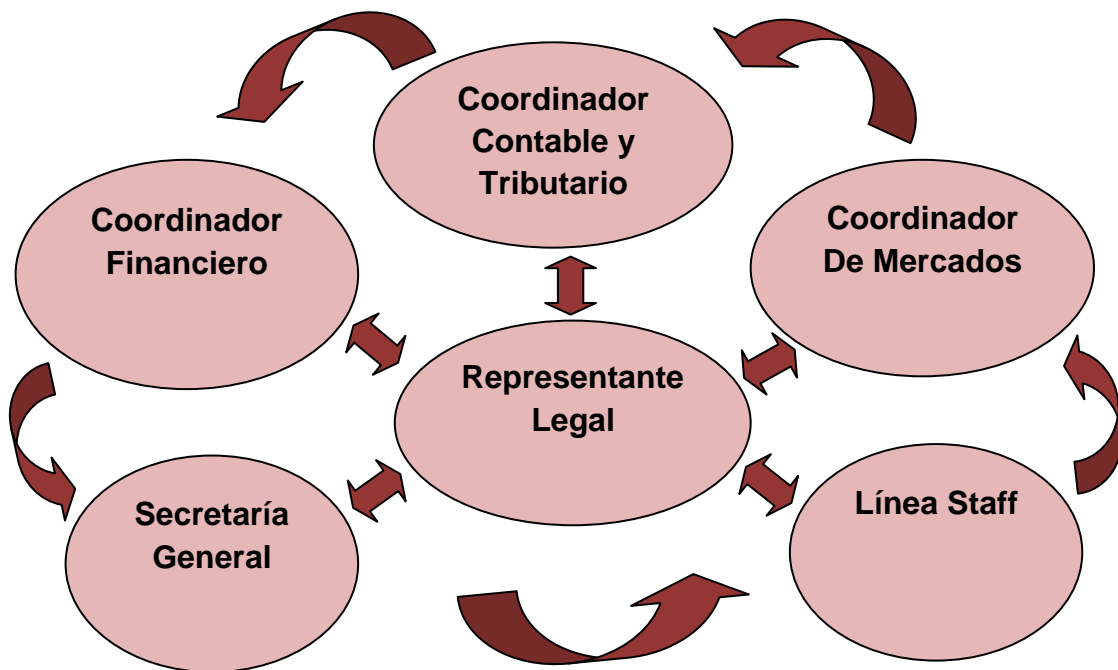 Coordinador
Contable y
Tributario
Coordinador
Financiero
Coordinador
De Mercados
Representante
Legal
Secretaría
General
Línea Staff